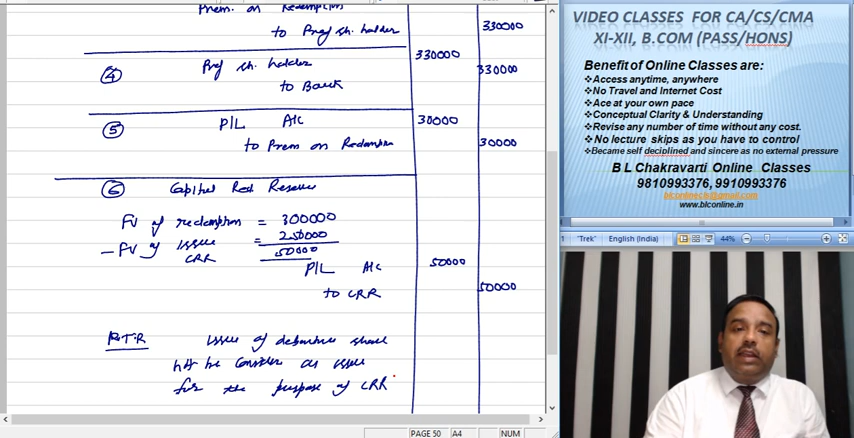 Prem. on Redemption
to Pref sh. holder 330000
④ Pref sh. holder 330000
to Bank 330000
⑤ P/L A/c 30000
to Prem on Redemption 30000
⑥ Capital Red Reserve
FV of redemption = 300000
- FV of issue = 250000
CRR 50000
P/L A/c 50000
to CRR 50000
P.T.R Issue of debenture shall
not be consider as issue
for the purpose of CRR
PAGE 50 A4 NUM
VIDEO CLASSES FOR CA/CS/CMA
XI-XII, B.COM (PASS/HONS)
Benefit of Online Classes are:
❖Access anytime, anywhere
❖No Travel and Internet Cost
❖Ace at your own pace
❖Conceptual Clarity & Understanding
❖Revise any number of time without any cost.
❖No lecture skips as you have to control
❖Became self deciplined and sincere as no external pressure
B L Chakravarti Online Classes
9810993376, 9910993376
www.blconline.in
1 "Trek" English (India) 44%